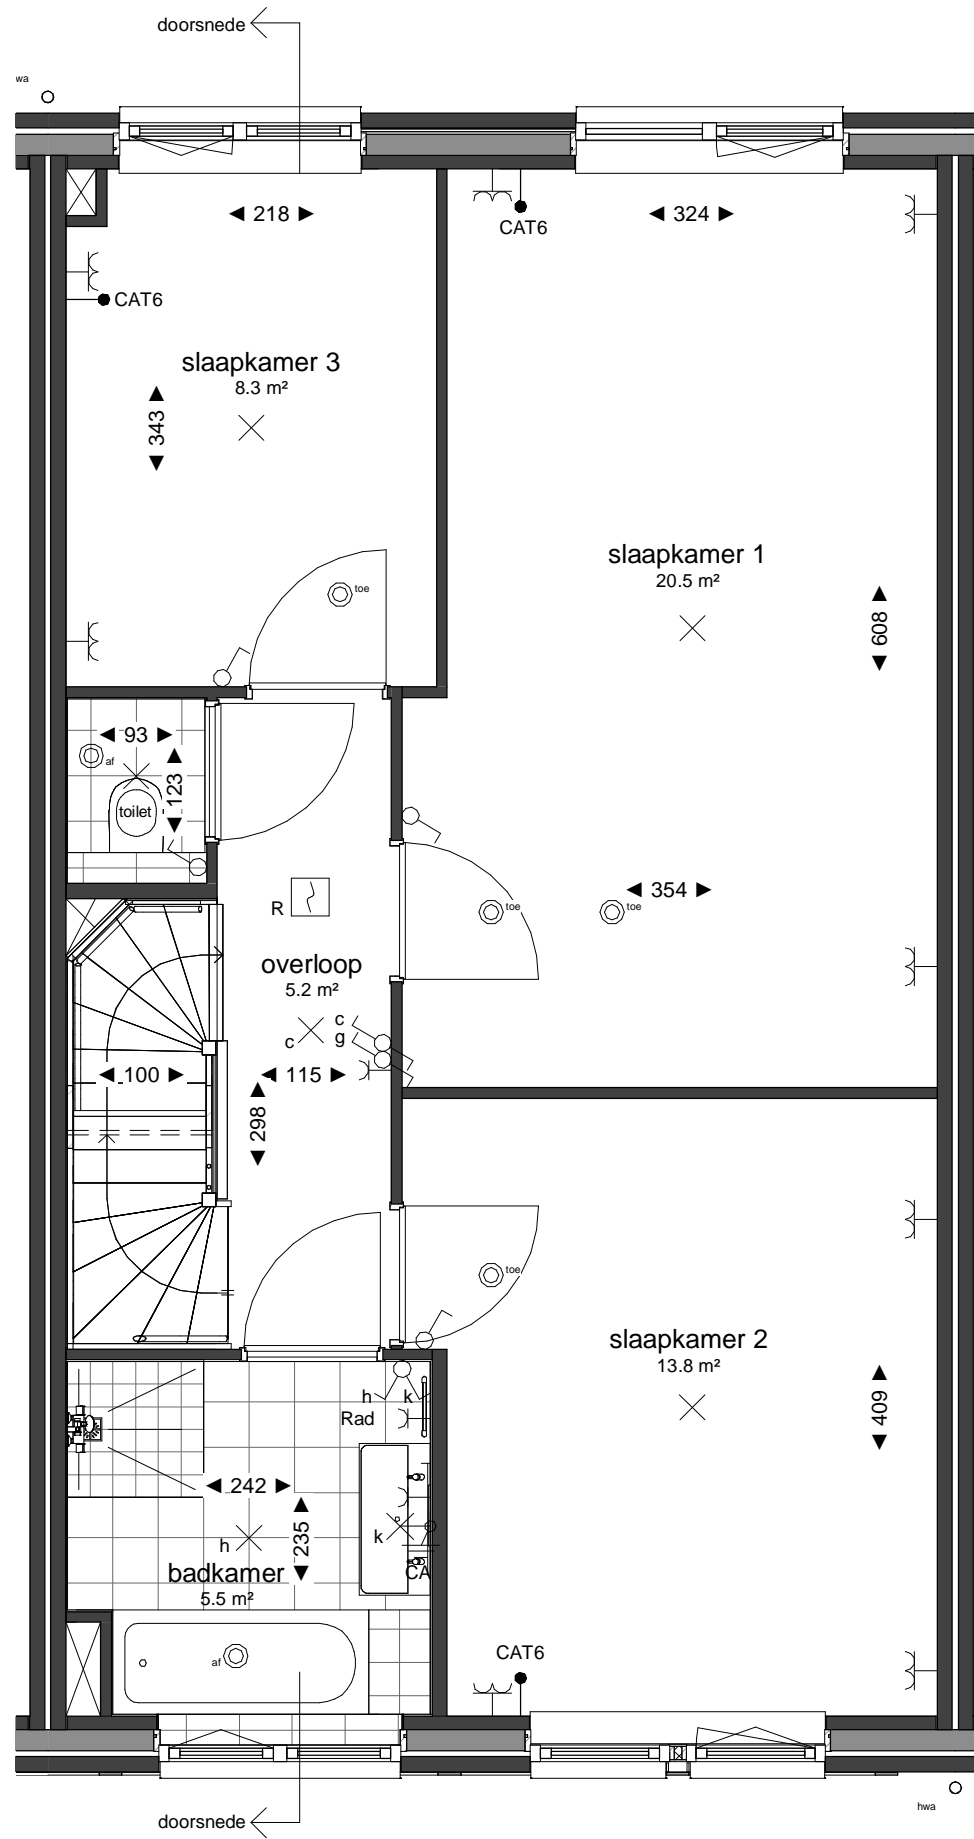 doorsnede
wa
218
324
CAT6
CAT6
slaapkamer 3
8.3 m²
343
slaapkamer 1
20.5 m²
toe
608
93
af
123
toilet
354
toe
toe
R
overloop
5.2 m²
c
c
g
100
115
298
toe
slaapkamer 2
13.8 m²
h
k
Rad
409
242
235
h
k
badkamer
5.5 m²
CA
CAT6
af
hwa
doorsnede